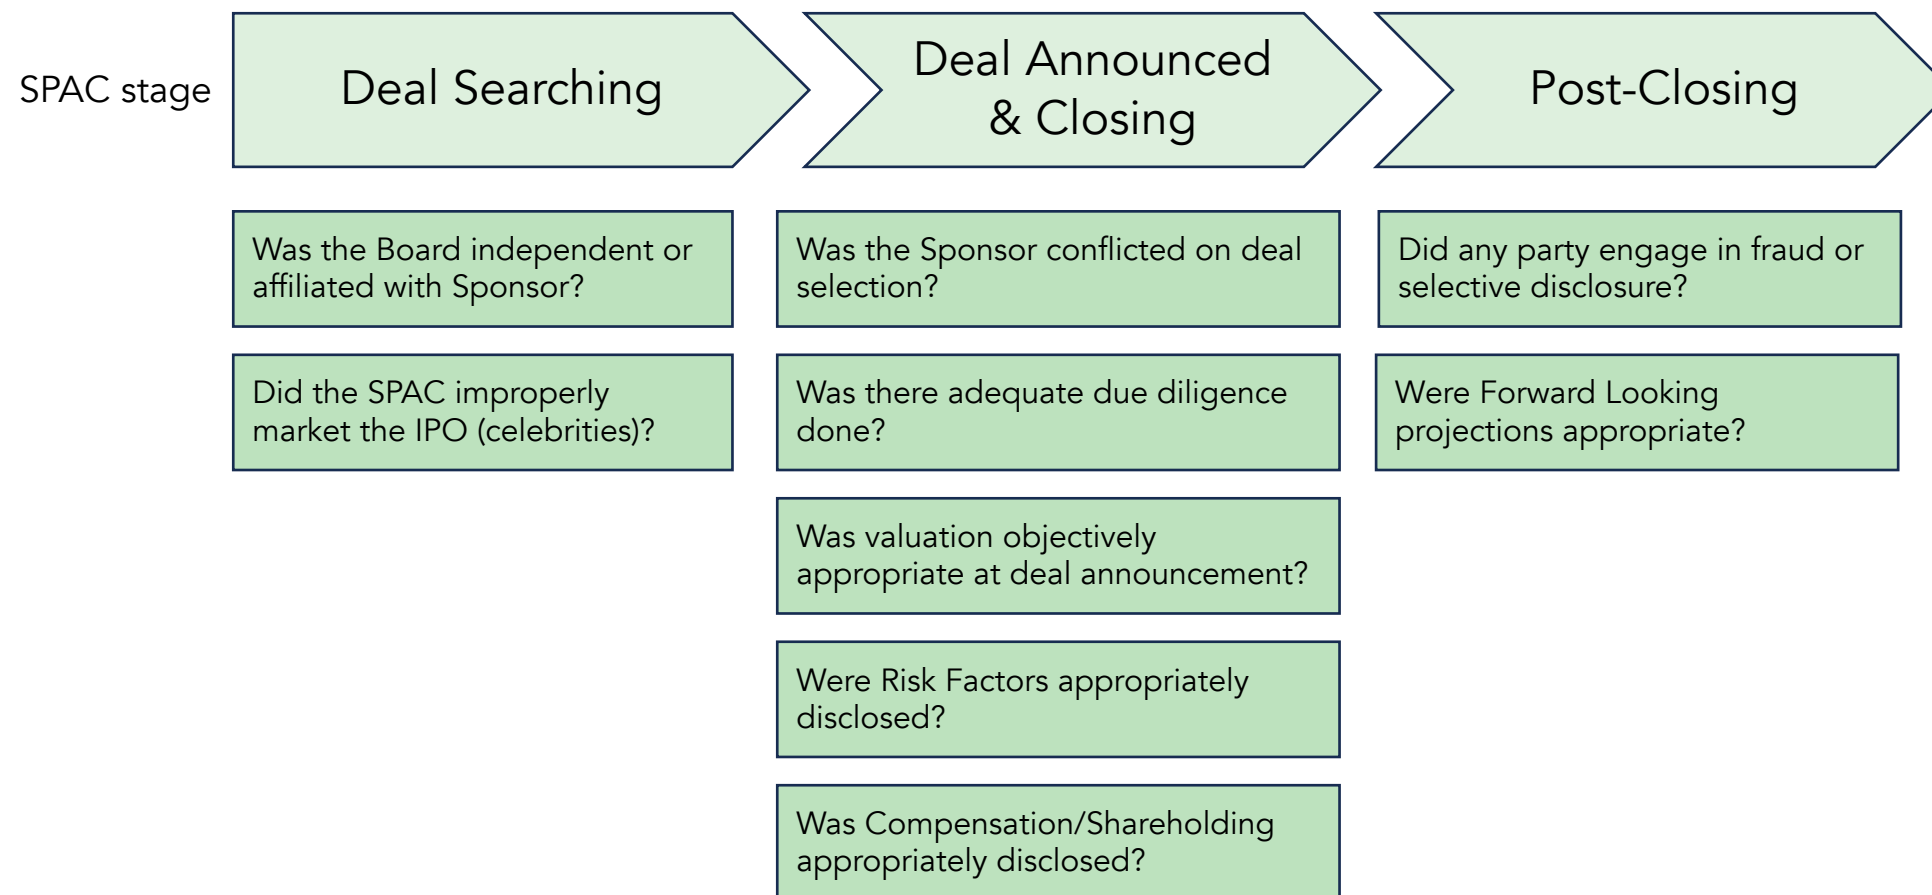 SPAC stage
Deal Searching
Deal Announced
& Closing
Post-Closing
Was the Board independent or
affiliated with Sponsor?
Did the SPAC improperly
market the IPO (celebrities)?
Was the Sponsor conflicted on deal
selection?
Was there adequate due diligence
done?
Was valuation objectively
appropriate at deal announcement?
Were Risk Factors appropriately
disclosed?
Was Compensation/Shareholding
appropriately disclosed?
Did any party engage in fraud or
selective disclosure?
Were Forward Looking
projections appropriate?